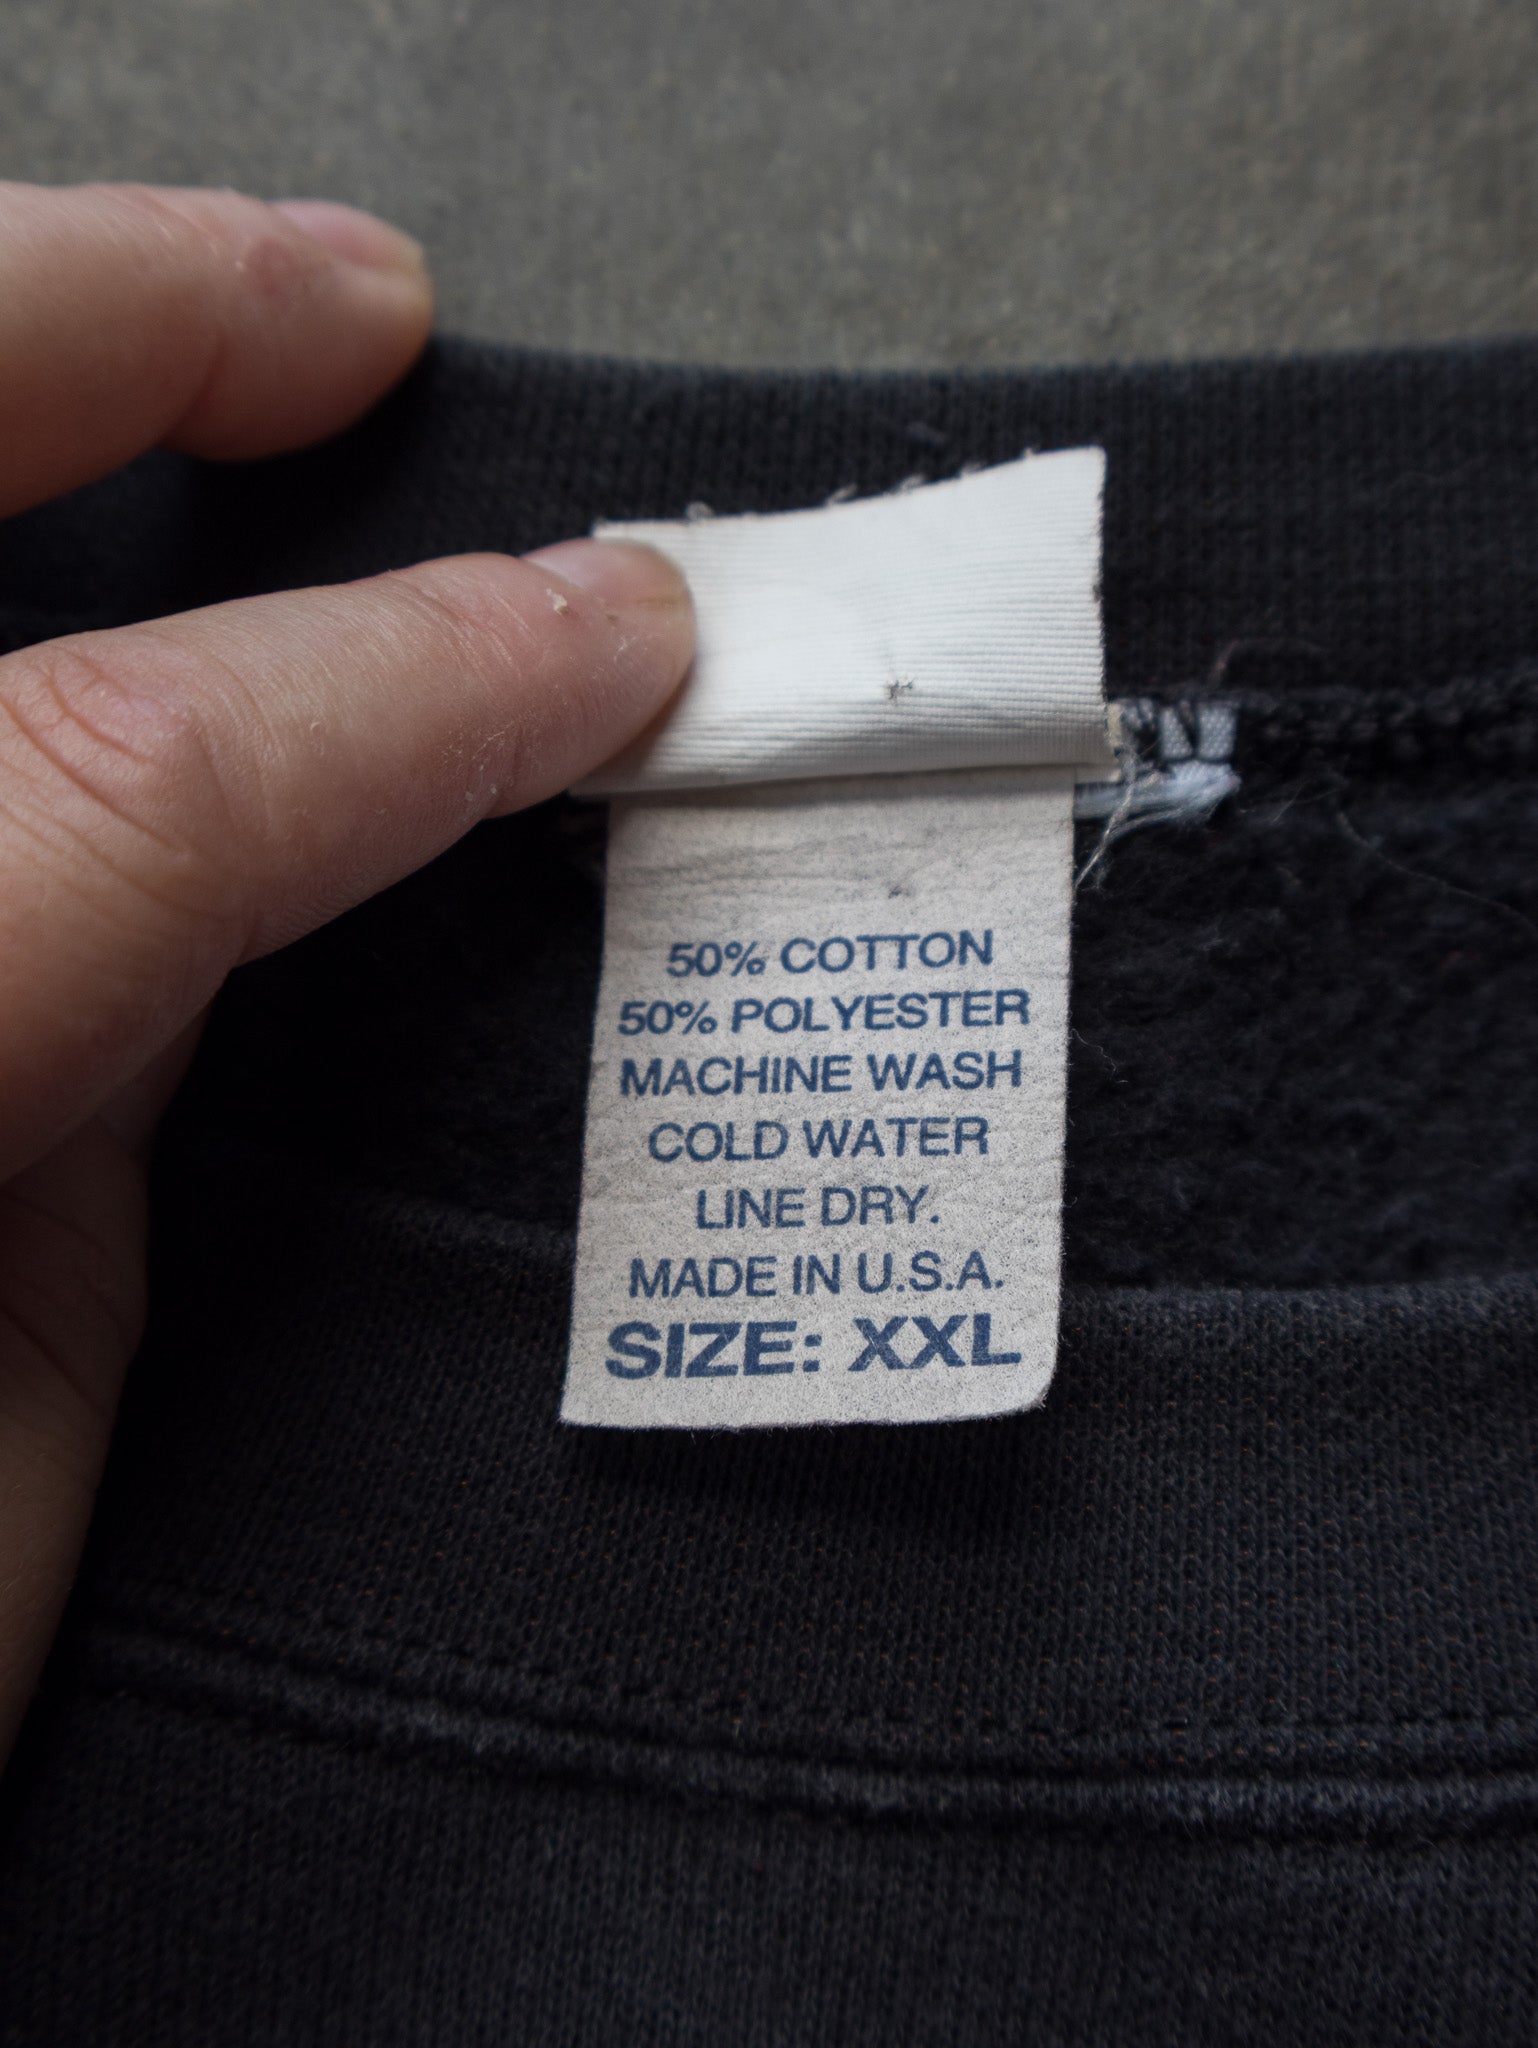 50% COTTON
50% POLYESTER
MACHINE WASH
COLD WATER
LINE DRY.
MADE IN U.S.A.
SIZE: XXL